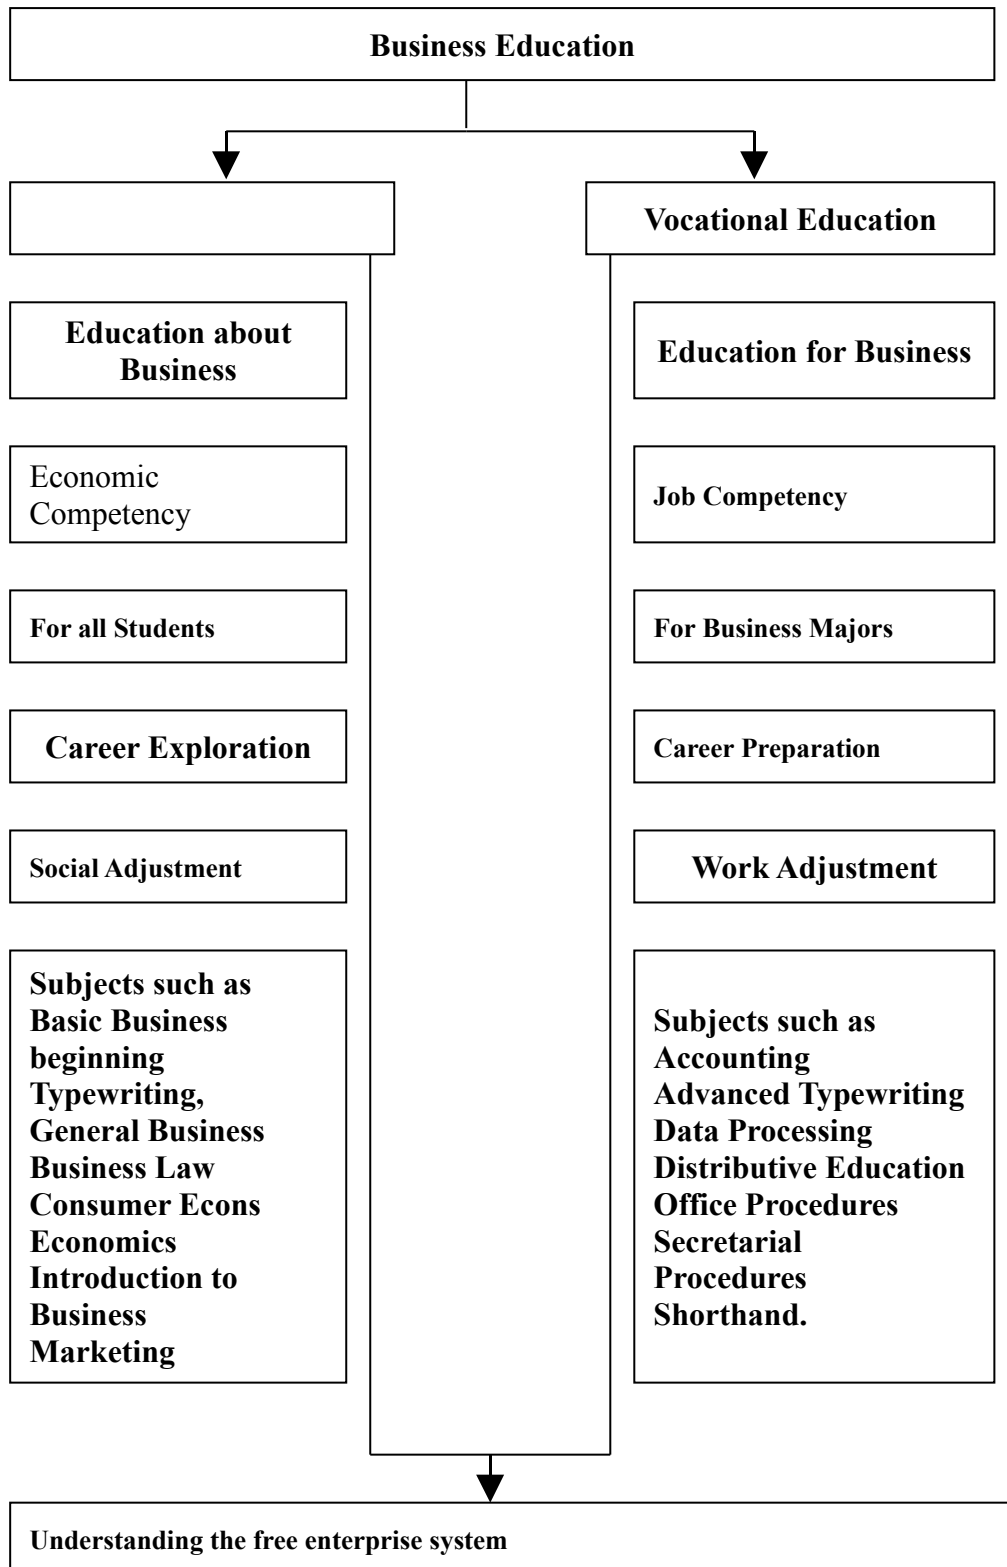 Business Education
Vocational Education
Education about
Business
Education for Business
Economic
Competency
Job Competency
For all Students
For Business Majors
Career Exploration
Career Preparation
Social Adjustment
Work Adjustment
Subjects such as
Basic Business
beginning
Typewriting,
General Business
Business Law
Consumer Econs
Economics
Introduction to
Business
Marketing
Subjects such as
Accounting
Advanced Typewriting
Data Processing
Distributive Education
Office Procedures
Secretarial
Procedures
Shorthand.
Understanding the free enterprise system